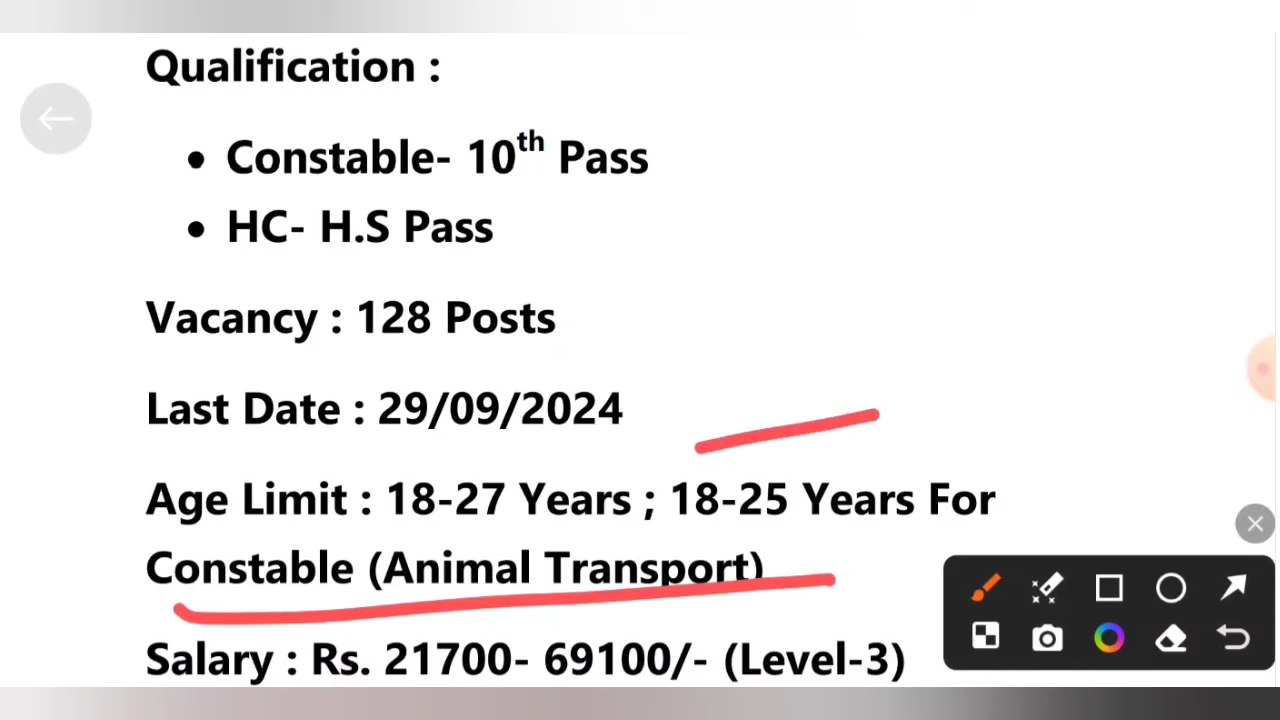 Qualification :
• Constable- 10th Pass
• HC- H.S Pass
Vacancy : 128 Posts
Last Date : 29/09/2024
Age Limit : 18-27 Years ; 18-25 Years For
Constable (Animal Transport)
Salary : Rs. 21700- 69100/- (Level-3)